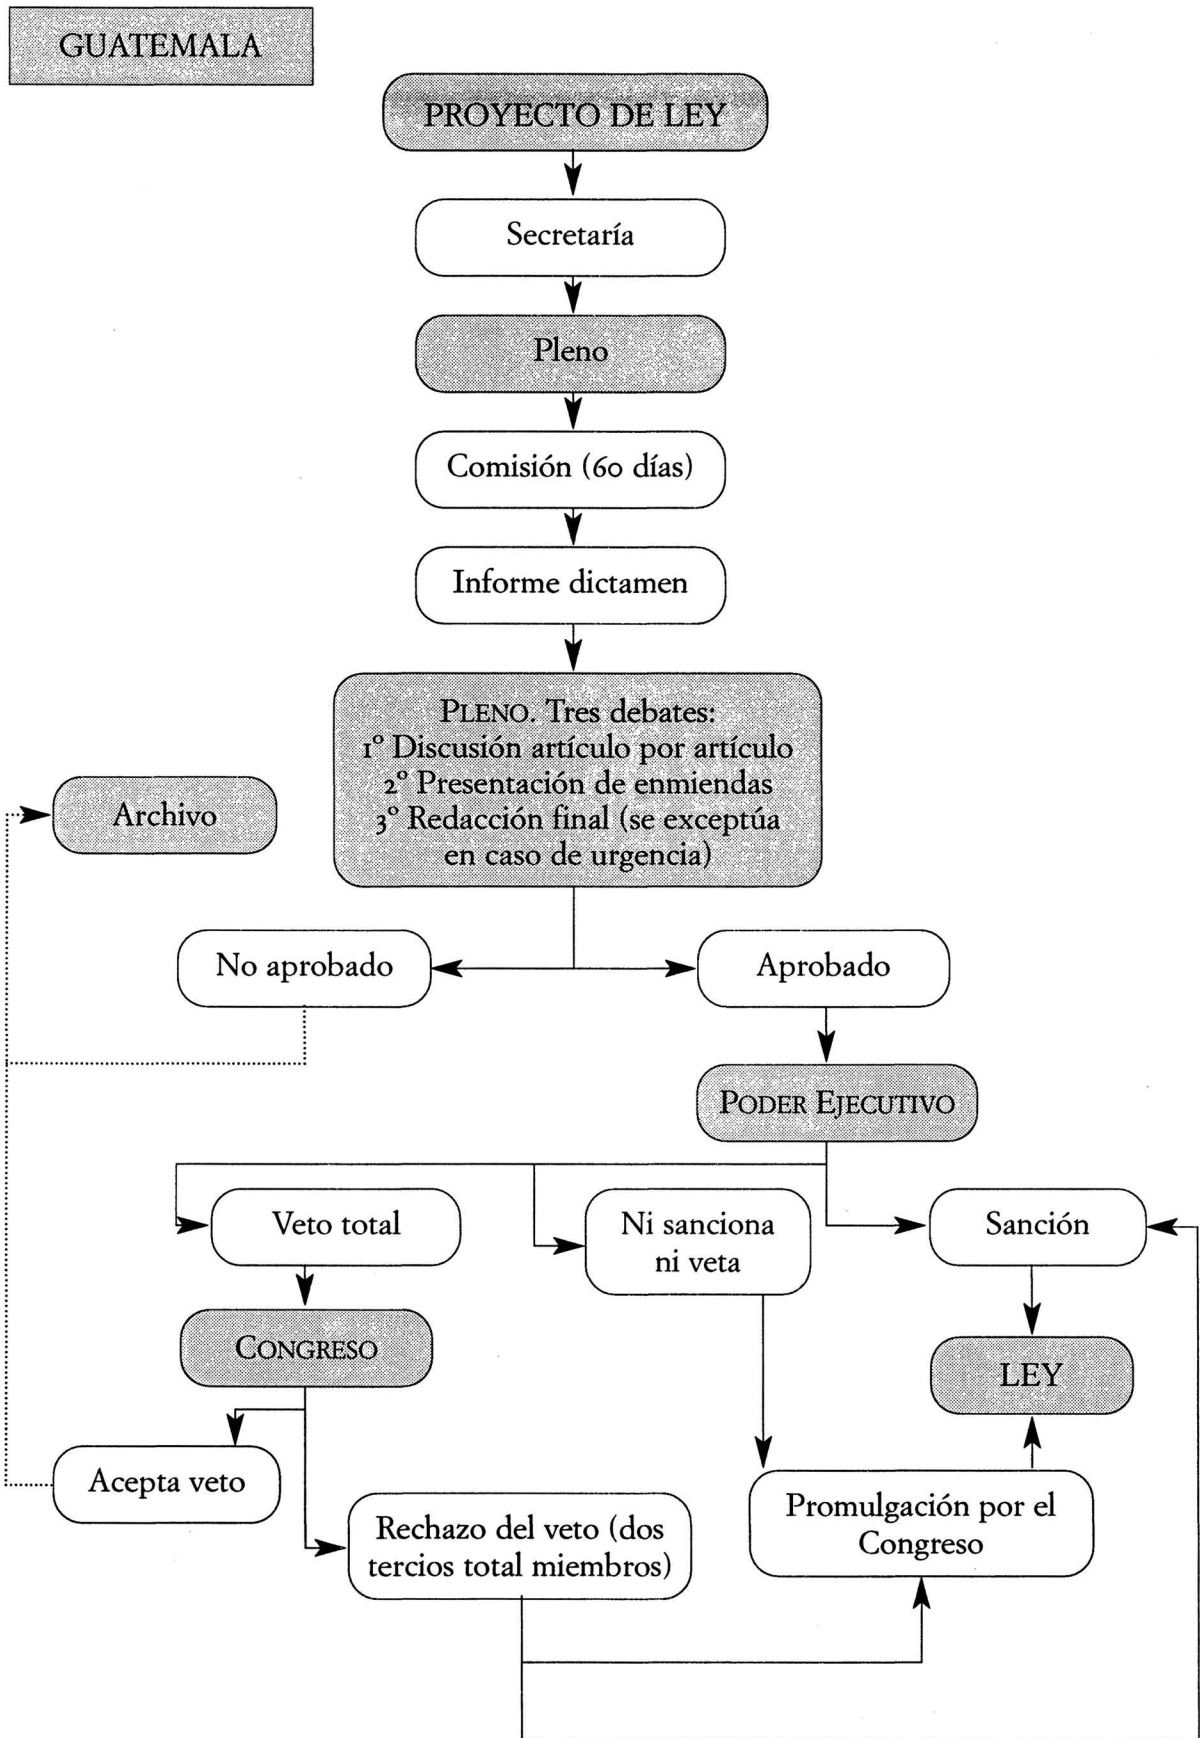 GUATEMALA
PROYECTO DE LEY
Secretaría
Pleno
Comisión (60 días)
Informe dictamen
PLENO. Tres debates:
1º Discusión artículo por artículo
2º Presentación de enmiendas
3º Redacción final (se exceptúa
en caso de urgencia)
Archivo
No aprobado
Aprobado
PODER EJECUTIVO
Veto total
Ni sanciona
ni veta
Sanción
CONGRESO
LEY
Acepta veto
Rechazo del veto (dos
tercios total miembros)
Promulgación por el
Congreso